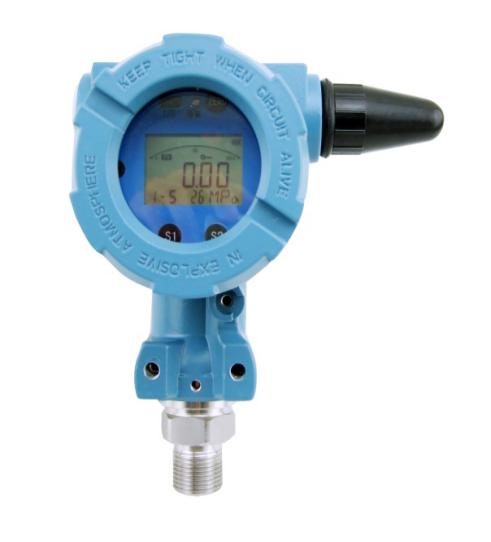 KEEP TIGHT WHEN CIRCUIT ALIVE
IN EXPLOSIVE ATMOSPHERE
0.00
1-5
26
MPa
S1
S2